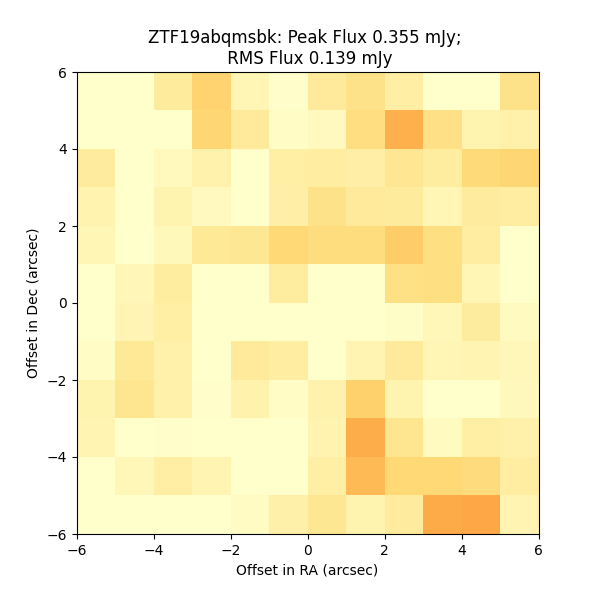 ZTF19abqmsbk: Peak Flux 0.355 mJy;
RMS Flux 0.139 mJy
6
4
2
0
−2
−4
−6
Offset in Dec (arcsec)
−6 −4 −2 0 2 4 6
Offset in RA (arcsec)